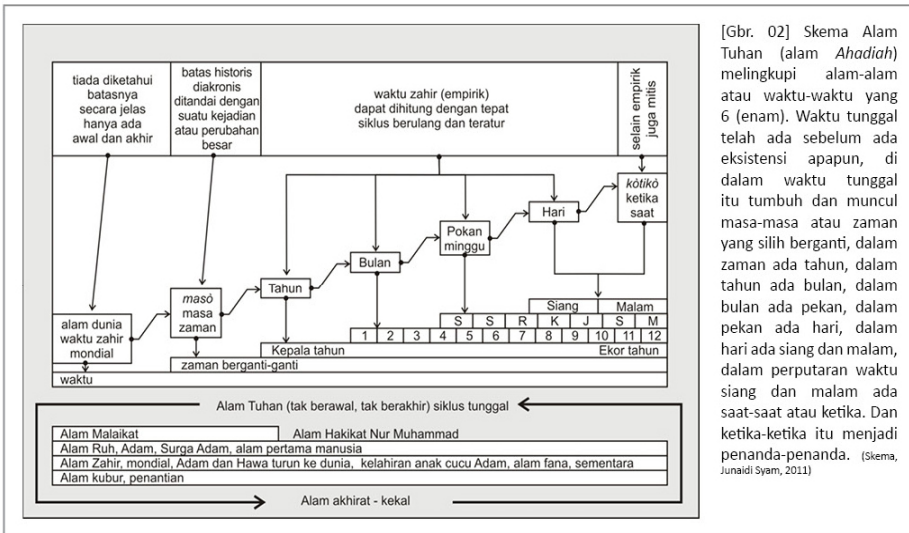 tiada diketahui
batasnya
secara jelas
hanya ada
awal dan akhir
batas historis
diakronis
ditandai dengan
suatu kejadian
atau perubahan
besar
waktu zahir (empirik)
dapat dihitung dengan tepat
siklus berulang dan teratur
selain empirik
juga mitis
kòtikò
ketika
saat
Hari
Pokan
minggu
Bulan
Tahun
masò
masa
zaman
alam dunia
waktu zahir
mondial
Siang Malam
S S R K J S M
1 2 3 4 5 6 7 8 9 10 11 12
Kepala tahun Ekor tahun
zaman berganti-ganti
waktu
Alam Tuhan (tak berawal, tak berakhir) siklus tunggal
Alam Malaikat Alam Hakikat Nur Muhammad
Alam Ruh, Adam, Surga Adam, alam pertama manusia
Alam Zahir, mondial, Adam dan Hawa turun ke dunia, kelahiran anak cucu Adam, alam fana, sementara
Alam kubur, penantian
Alam akhirat - kekal
[Gbr. 02] Skema Alam
Tuhan (alam Ahadiah)
melingkupi alam-alam
atau waktu-waktu yang
6 (enam). Waktu tunggal
telah ada sebelum ada
eksistensi apapun, di
dalam waktu tunggal
itu tumbuh dan muncul
masa-masa atau zaman
yang silih berganti, dalam
zaman ada tahun, dalam
tahun ada bulan, dalam
bulan ada pekan, dalam
pekan ada hari, dalam
hari ada siang dan malam,
dalam perputaran waktu
siang dan malam ada
saat-saat atau ketika. Dan
ketika-ketika itu menjadi
penanda-penanda. (Skema,
Junaidi Syam, 2011)